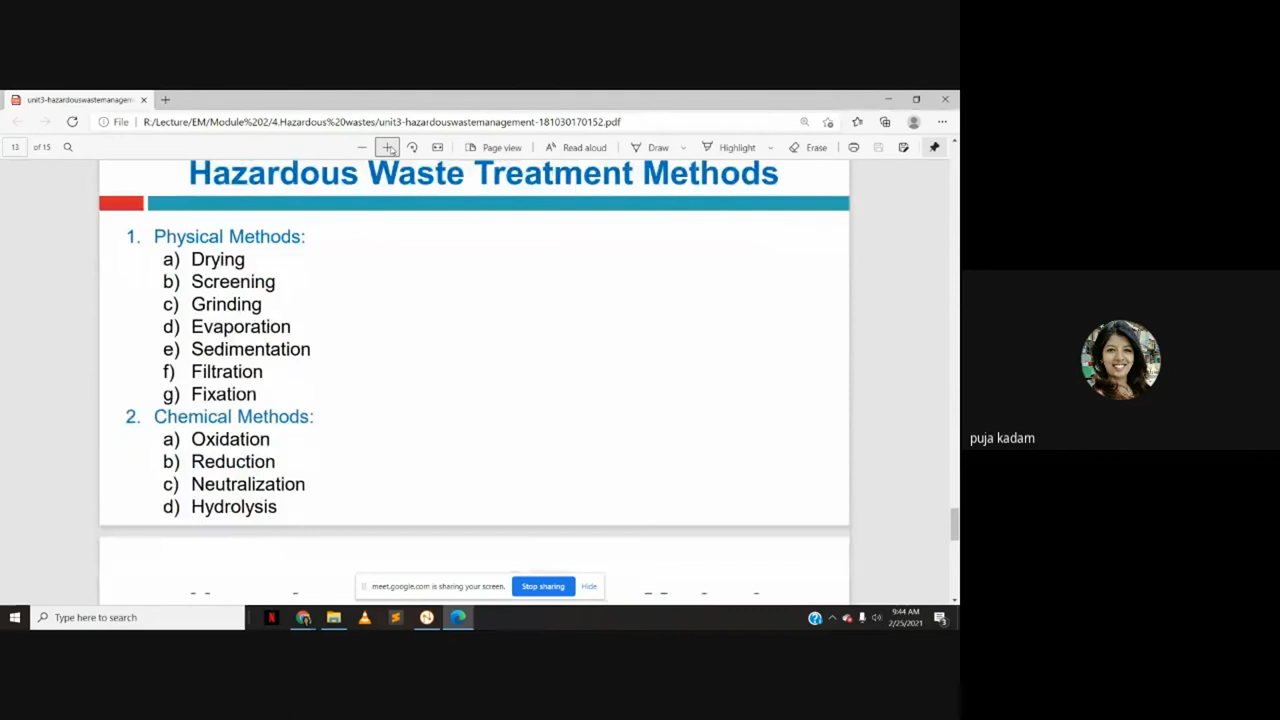 unit3-hazardouswastemanagem
File
R:/Lecture/EM/Module%202/4.Hazardous%20wastes/unit3-hazardouswastemanagement-181030170152.pdf
13 of 15
Page view
Read aloud
Draw
Highlight
Erase
Hazardous Waste Treatment Methods
1. Physical Methods:
a) Drying
b) Screening
c) Grinding
d) Evaporation
e) Sedimentation
f) Filtration
g) Fixation
2. Chemical Methods:
a) Oxidation
b) Reduction
c) Neutralization
d) Hydrolysis
puja kadam
meet.google.com is sharing your screen.
Stop sharing
Hide
Type here to search
9:44 AM
2/25/2021